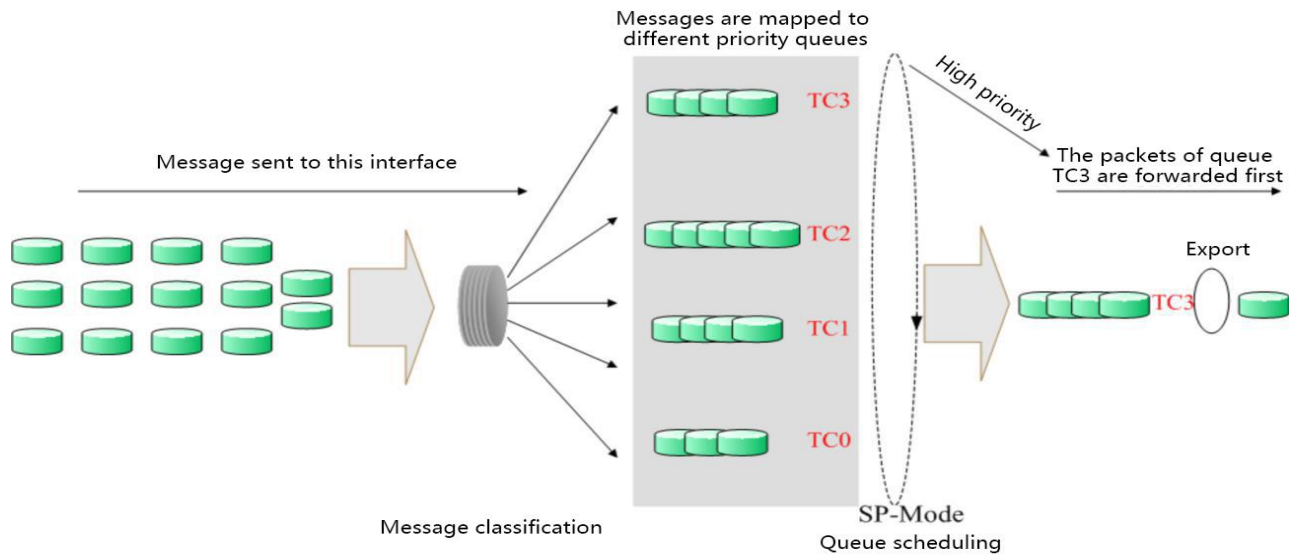 Messages are mapped to
different priority queues
TC3
High priority
Message sent to this interface
The packets of queue
TC3 are forwarded first
TC2
Export
TC3
TC1
TC0
Message classification
SP-Mode
Queue scheduling